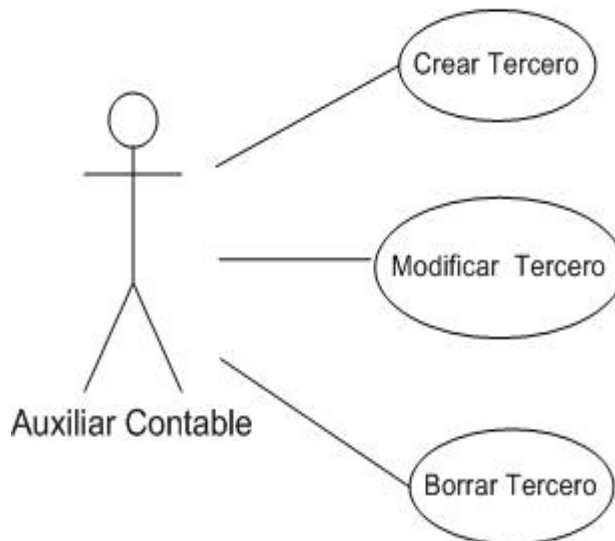 Crear Tercero
Modificar Tercero
Auxiliar Contable
Borrar Tercero